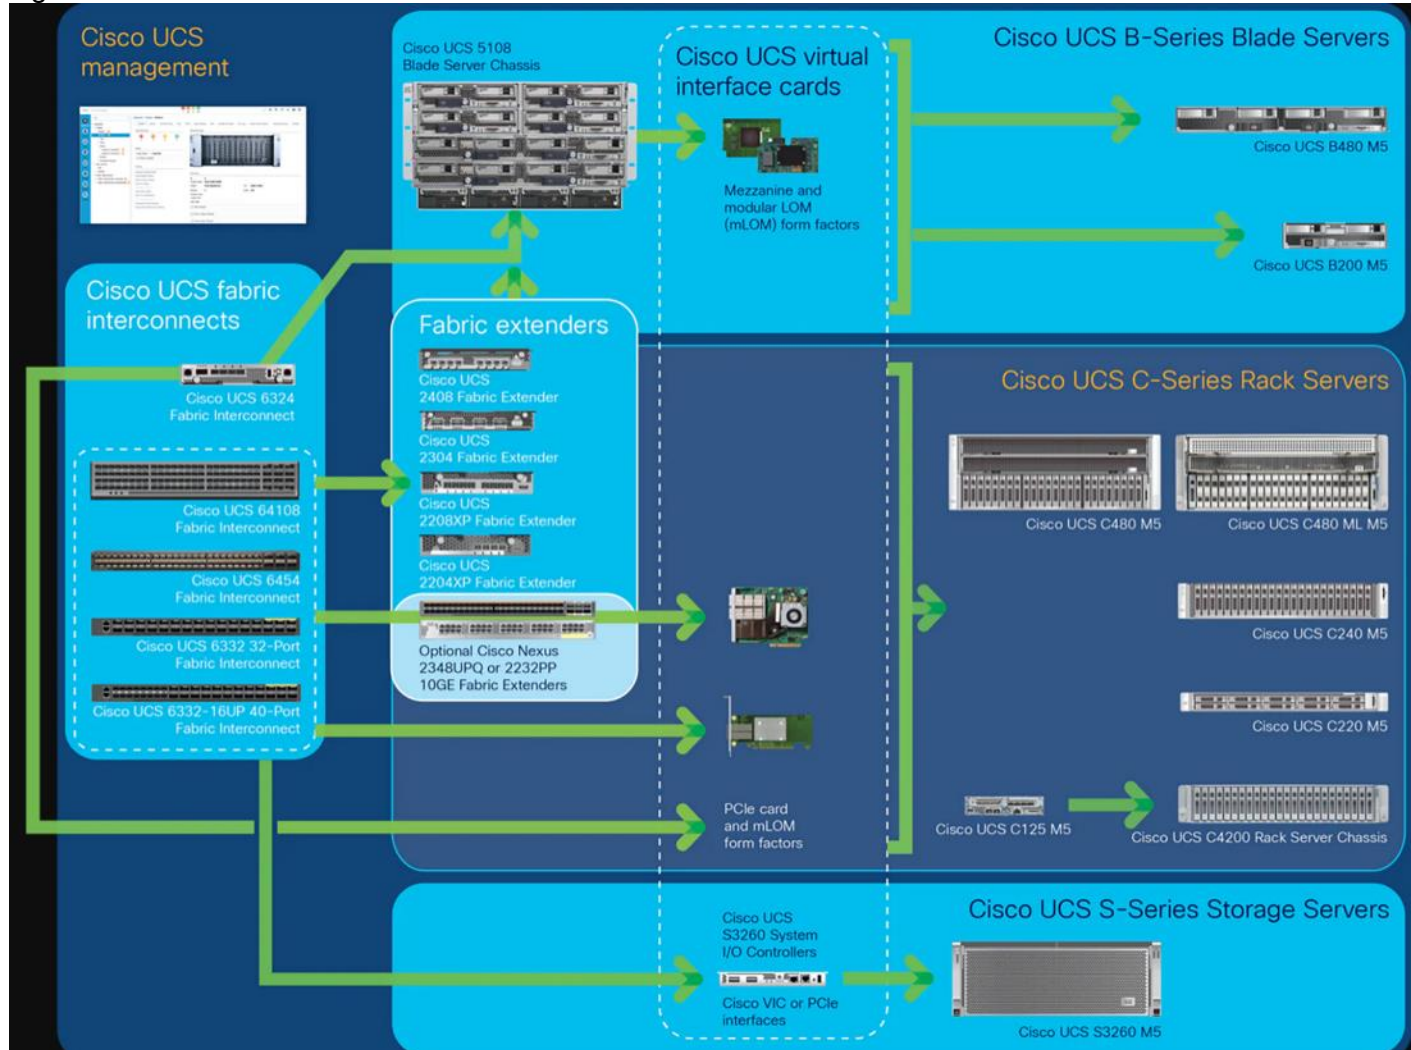 Cisco UCS
management
Cisco UCS 5108
Blade Server Chassis
Cisco UCS virtual
interface cards
Mezzanine and
modular LOM
(mLOM) form factors
Cisco UCS B-Series Blade Servers
Cisco UCS B480 M5
Cisco UCS B200 M5
Cisco UCS fabric
interconnects
Cisco UCS 6324
Fabric Interconnect
Cisco UCS 64108
Fabric Interconnect
Cisco UCS 6454
Fabric Interconnect
Cisco UCS 6332 32-Port
Fabric Interconnect
Cisco UCS 6332-16UP 40-Port
Fabric Interconnect
Fabric extenders
Cisco UCS
2408 Fabric Extender
Cisco UCS
2304 Fabric Extender
Cisco UCS
2208XP Fabric Extender
Cisco UCS
2204XP Fabric Extender
Optional Cisco Nexus
2348UPQ or 2232PP
10GE Fabric Extenders
PCIe card
and mLOM
form factors
Cisco UCS C-Series Rack Servers
Cisco UCS C480 M5
Cisco UCS C480 ML M5
Cisco UCS C240 M5
Cisco UCS C220 M5
Cisco UCS C125 M5
Cisco UCS C4200 Rack Server Chassis
Cisco UCS S-Series Storage Servers
Cisco UCS
S3260 System
I/O Controllers
Cisco VIC or PCIe
interfaces
Cisco UCS S3260 M5